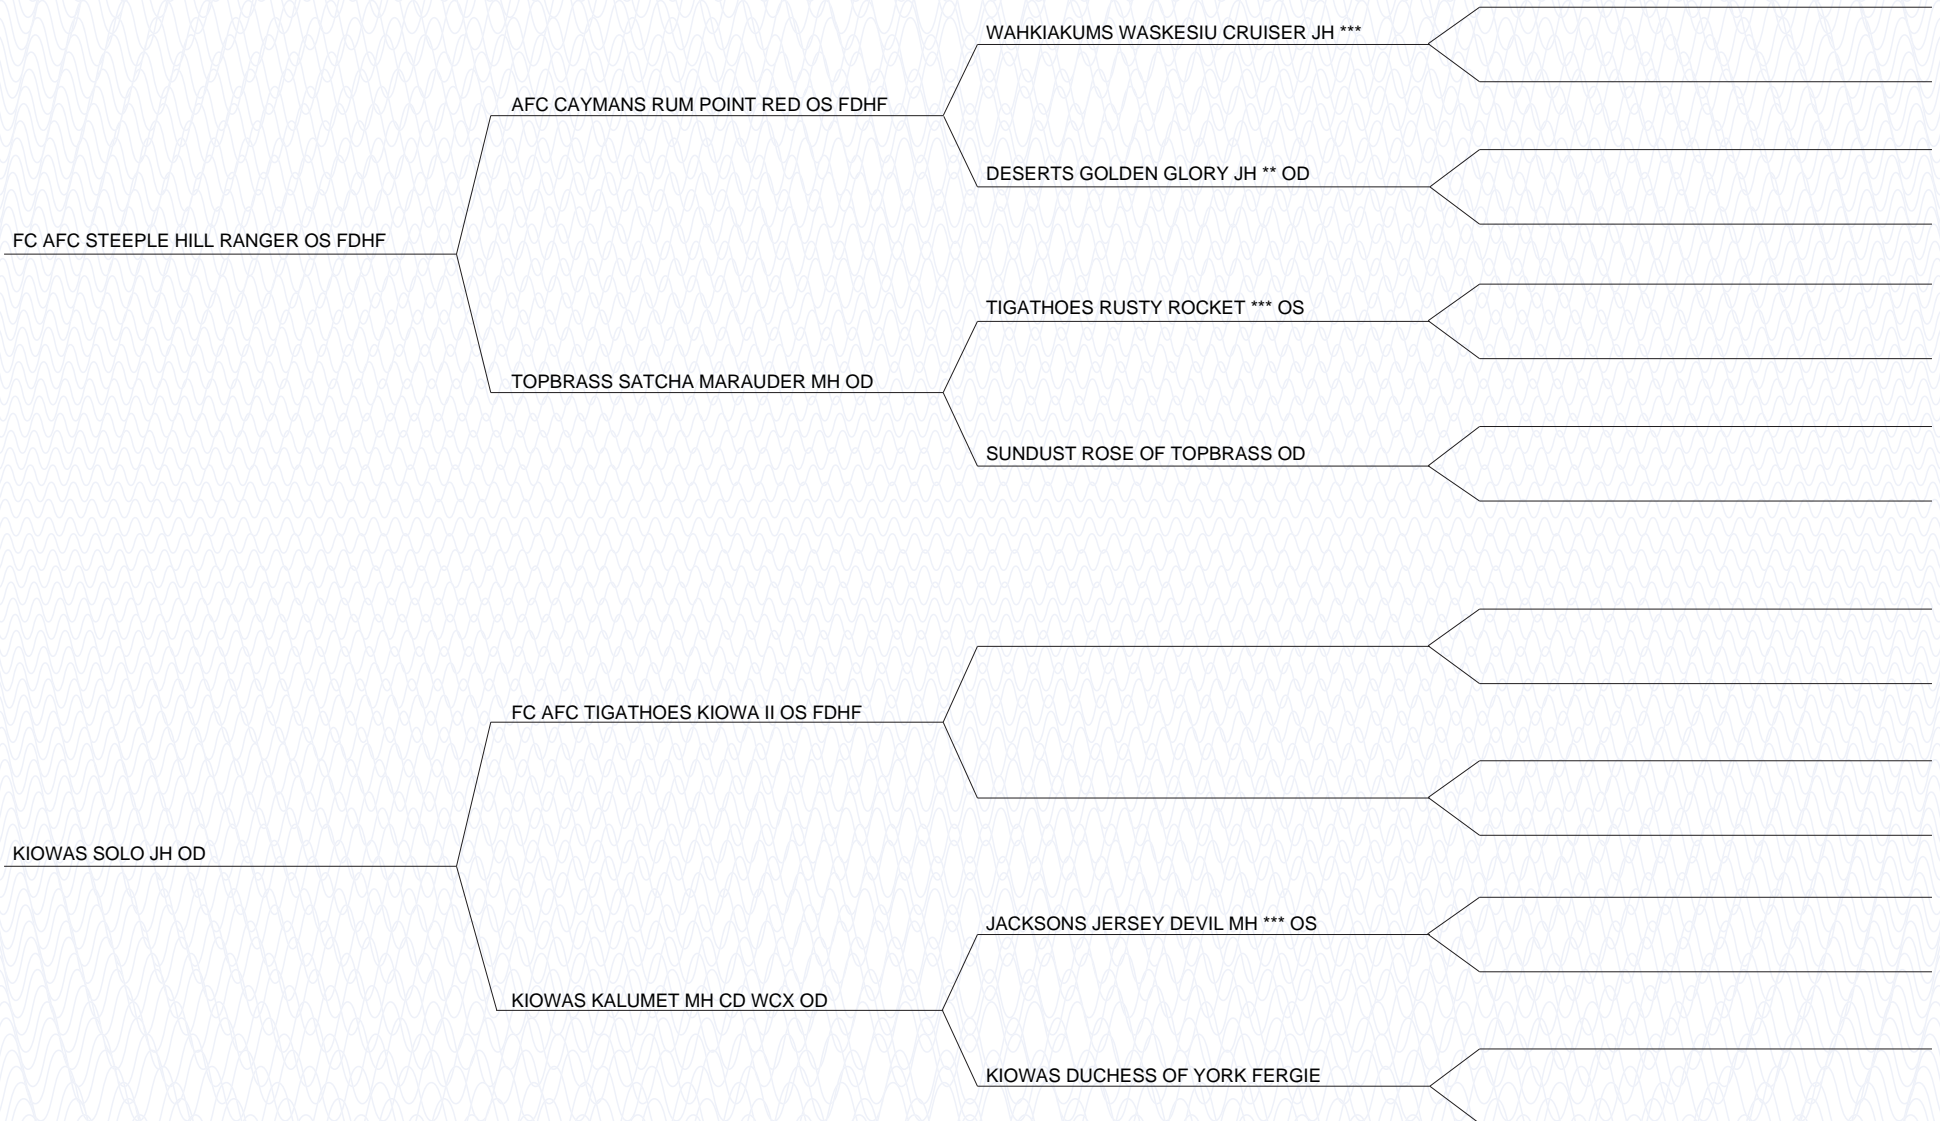 WAHKIAKUMS WASKESIU CRUISER JH ***
AFC CAYMANS RUM POINT RED OS FDHF
DESERTS GOLDEN GLORY JH ** OD
FC AFC STEEPLE HILL RANGER OS FDHF
TIGATHOES RUSTY ROCKET *** OS
TOPBRASS SATCHA MARAUDER MH OD
SUNDUST ROSE OF TOPBRASS OD
FC AFC TIGATHOES KIOWA II OS FDHF
KIOWAS SOLO JH OD
JACKSONS JERSEY DEVIL MH *** OS
KIOWAS KALUMET MH CD WCX OD
KIOWAS DUCHESS OF YORK FERGIE